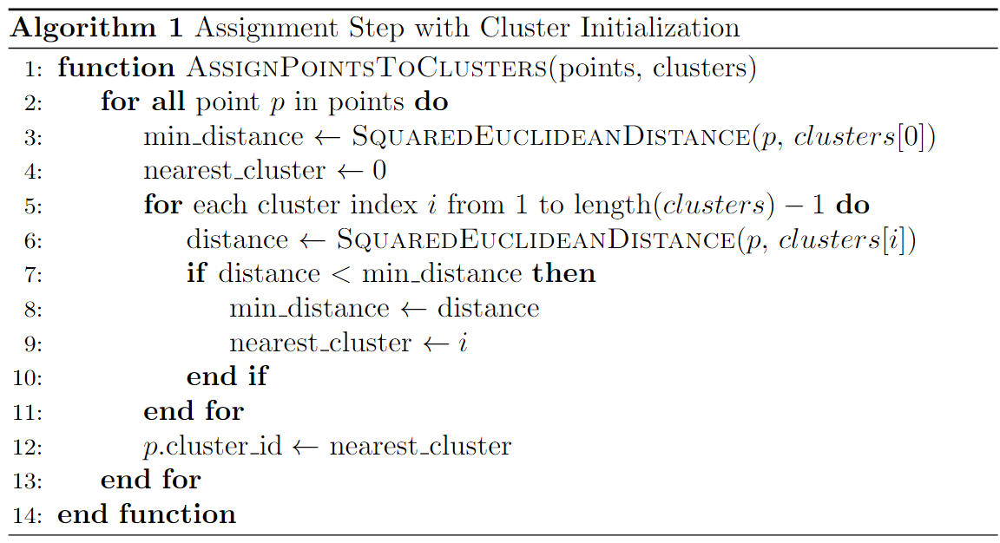 Algorithm 1 Assignment Step with Cluster Initialization
1: function AssignPointsToClusters(points, clusters)
2: for all point p in points do
3: min_distance ← SquaredEuclideanDistance(p, clusters[0])
4: nearest_cluster ← 0
5: for each cluster index i from 1 to length(clusters) − 1 do
6: distance ← SquaredEuclideanDistance(p, clusters[i])
7: if distance < min_distance then
8: min_distance ← distance
9: nearest_cluster ← i
10: end if
11: end for
12: p.cluster_id ← nearest_cluster
13: end for
14: end function